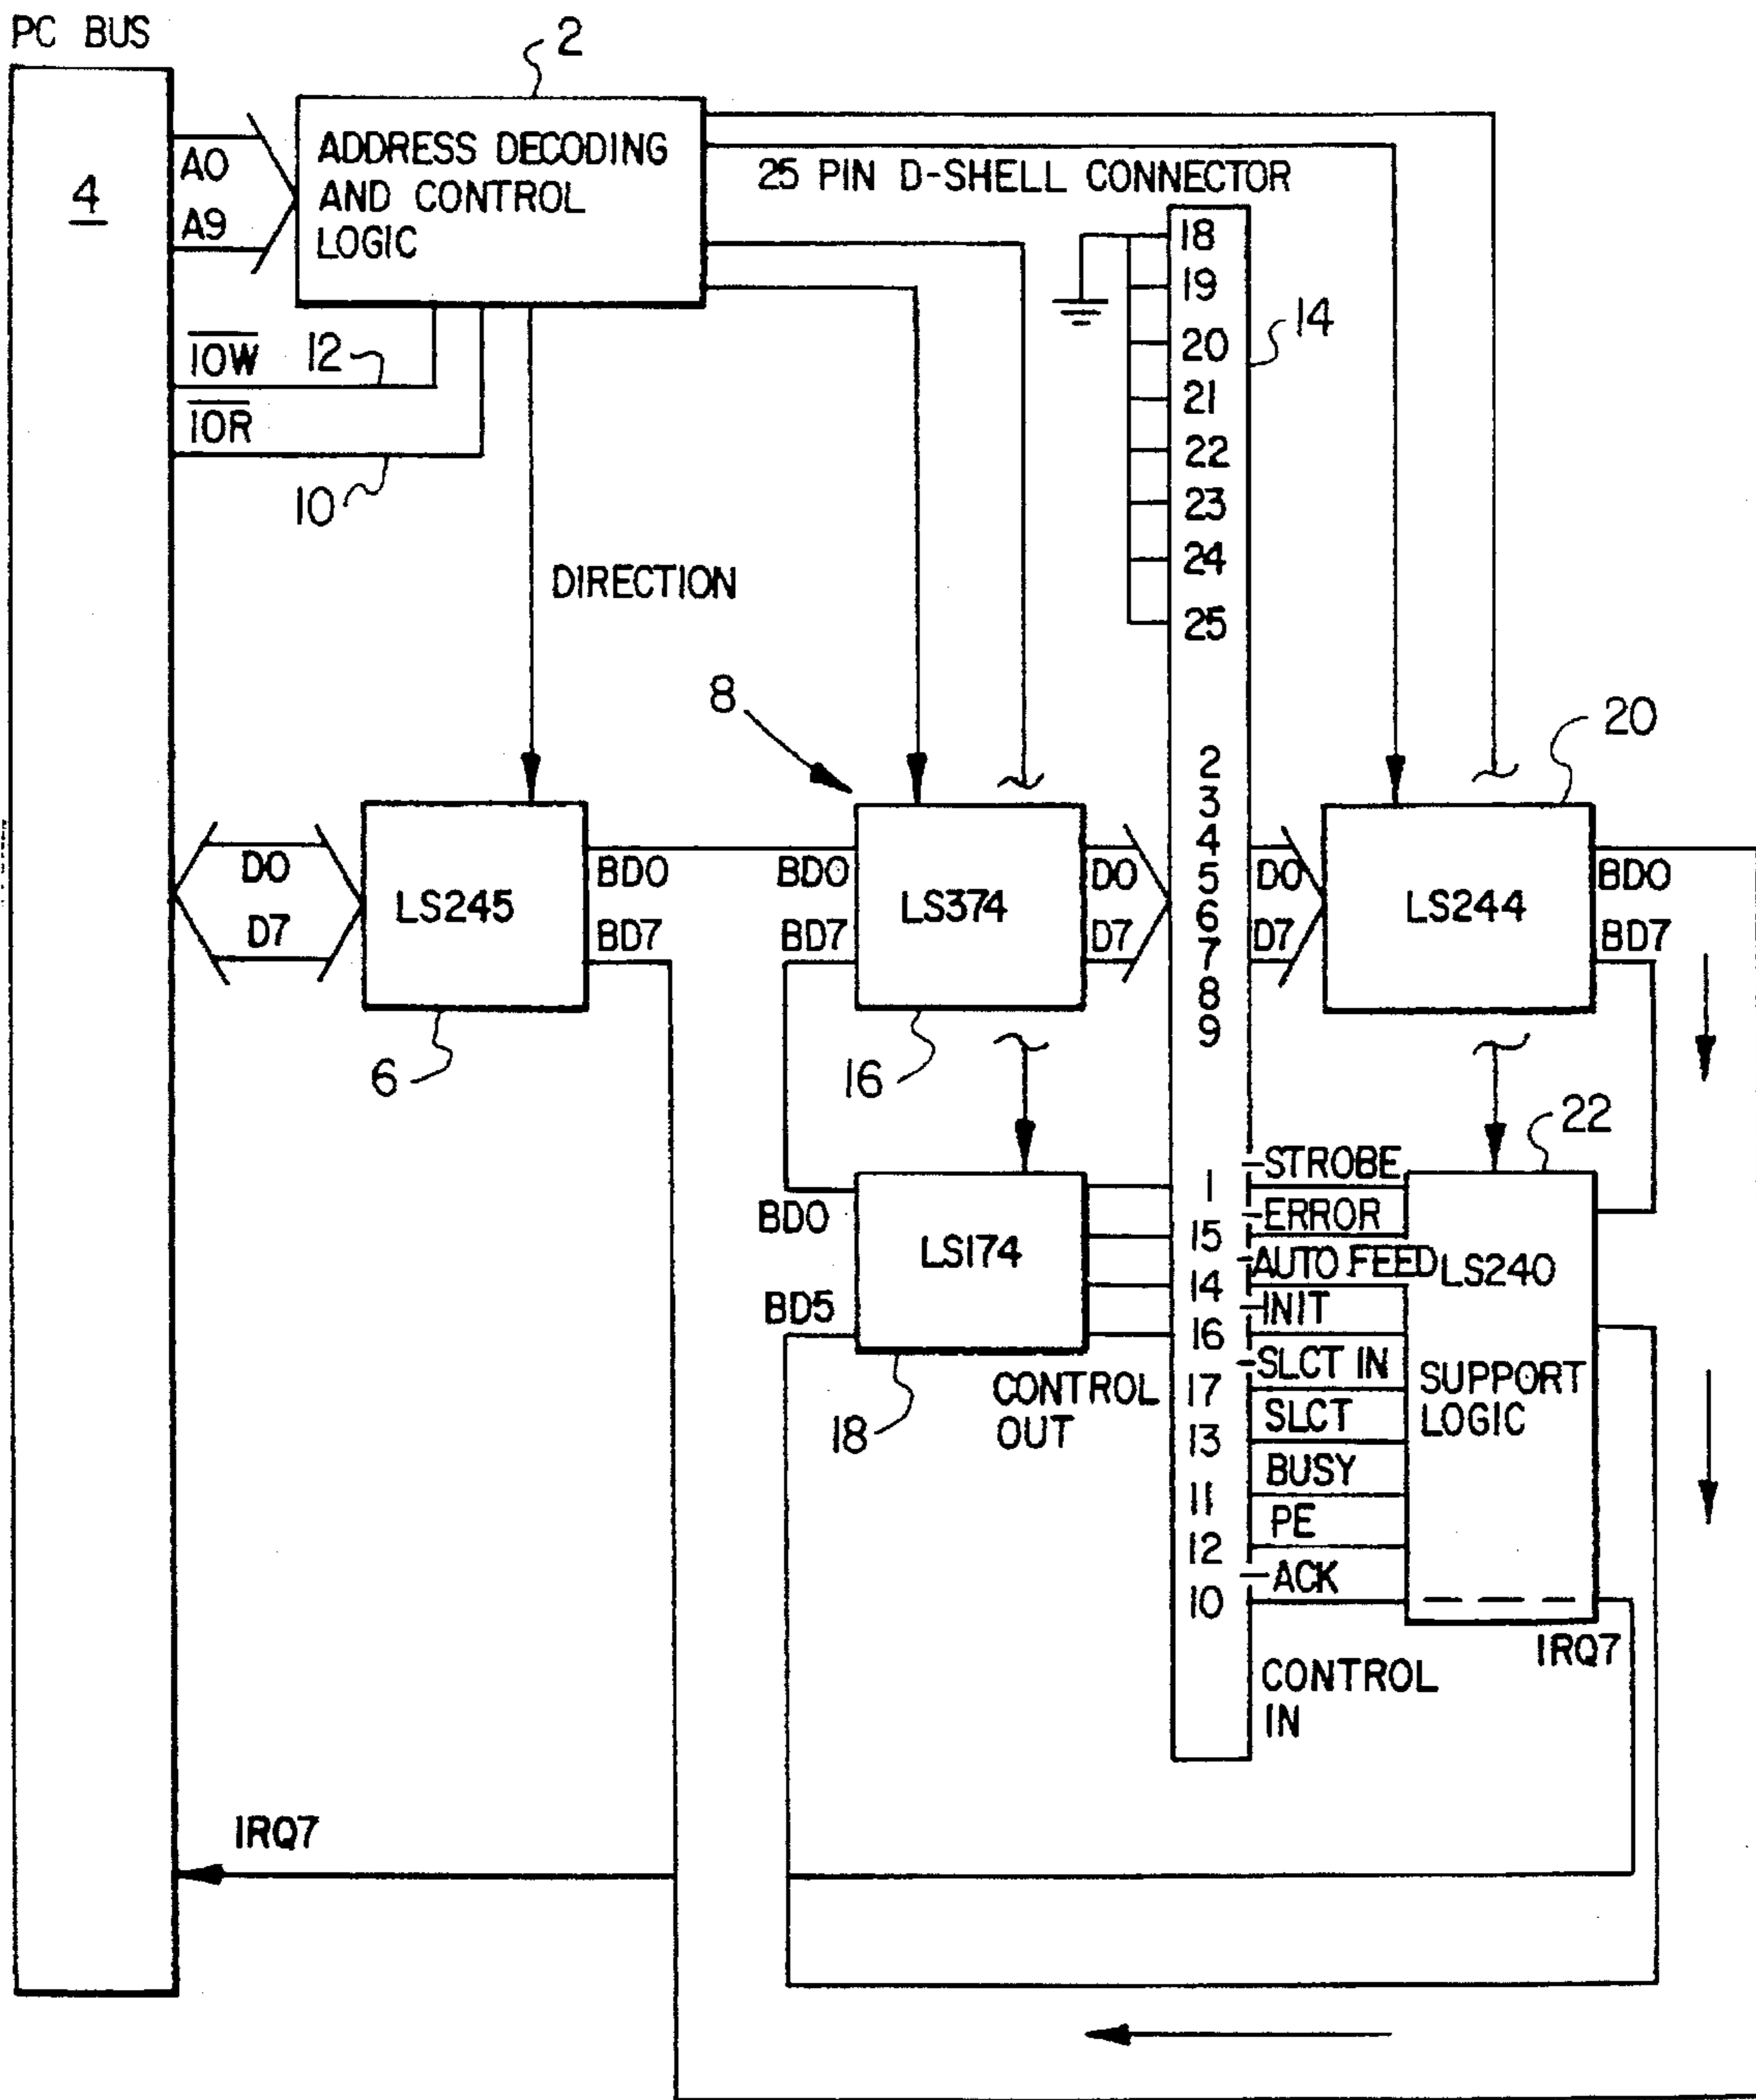 PC BUS
2
4
A0
A9
ADDRESS DECODING
AND CONTROL
LOGIC
25 PIN D-SHELL CONNECTOR
IOW
12
IOR
10
18
19
20
21
22
23
24
25
14
DIRECTION
8
20
2
3
4
5
6
7
8
9
D0
D7
LS245
BD0
BD7
BD0
BD7
LS374
D0
D7
D0
D7
LS244
BD0
BD7
6
16
22
BD0
BD5
LS174
18
CONTROL
OUT
1
15
14
16
17
13
11
12
10
-STROBE
-ERROR
-AUTO FEED
-INIT
-SLCT IN
SLCT
BUSY
PE
-ACK
LS240
SUPPORT
LOGIC
IRQ7
CONTROL
IN
IRQ7